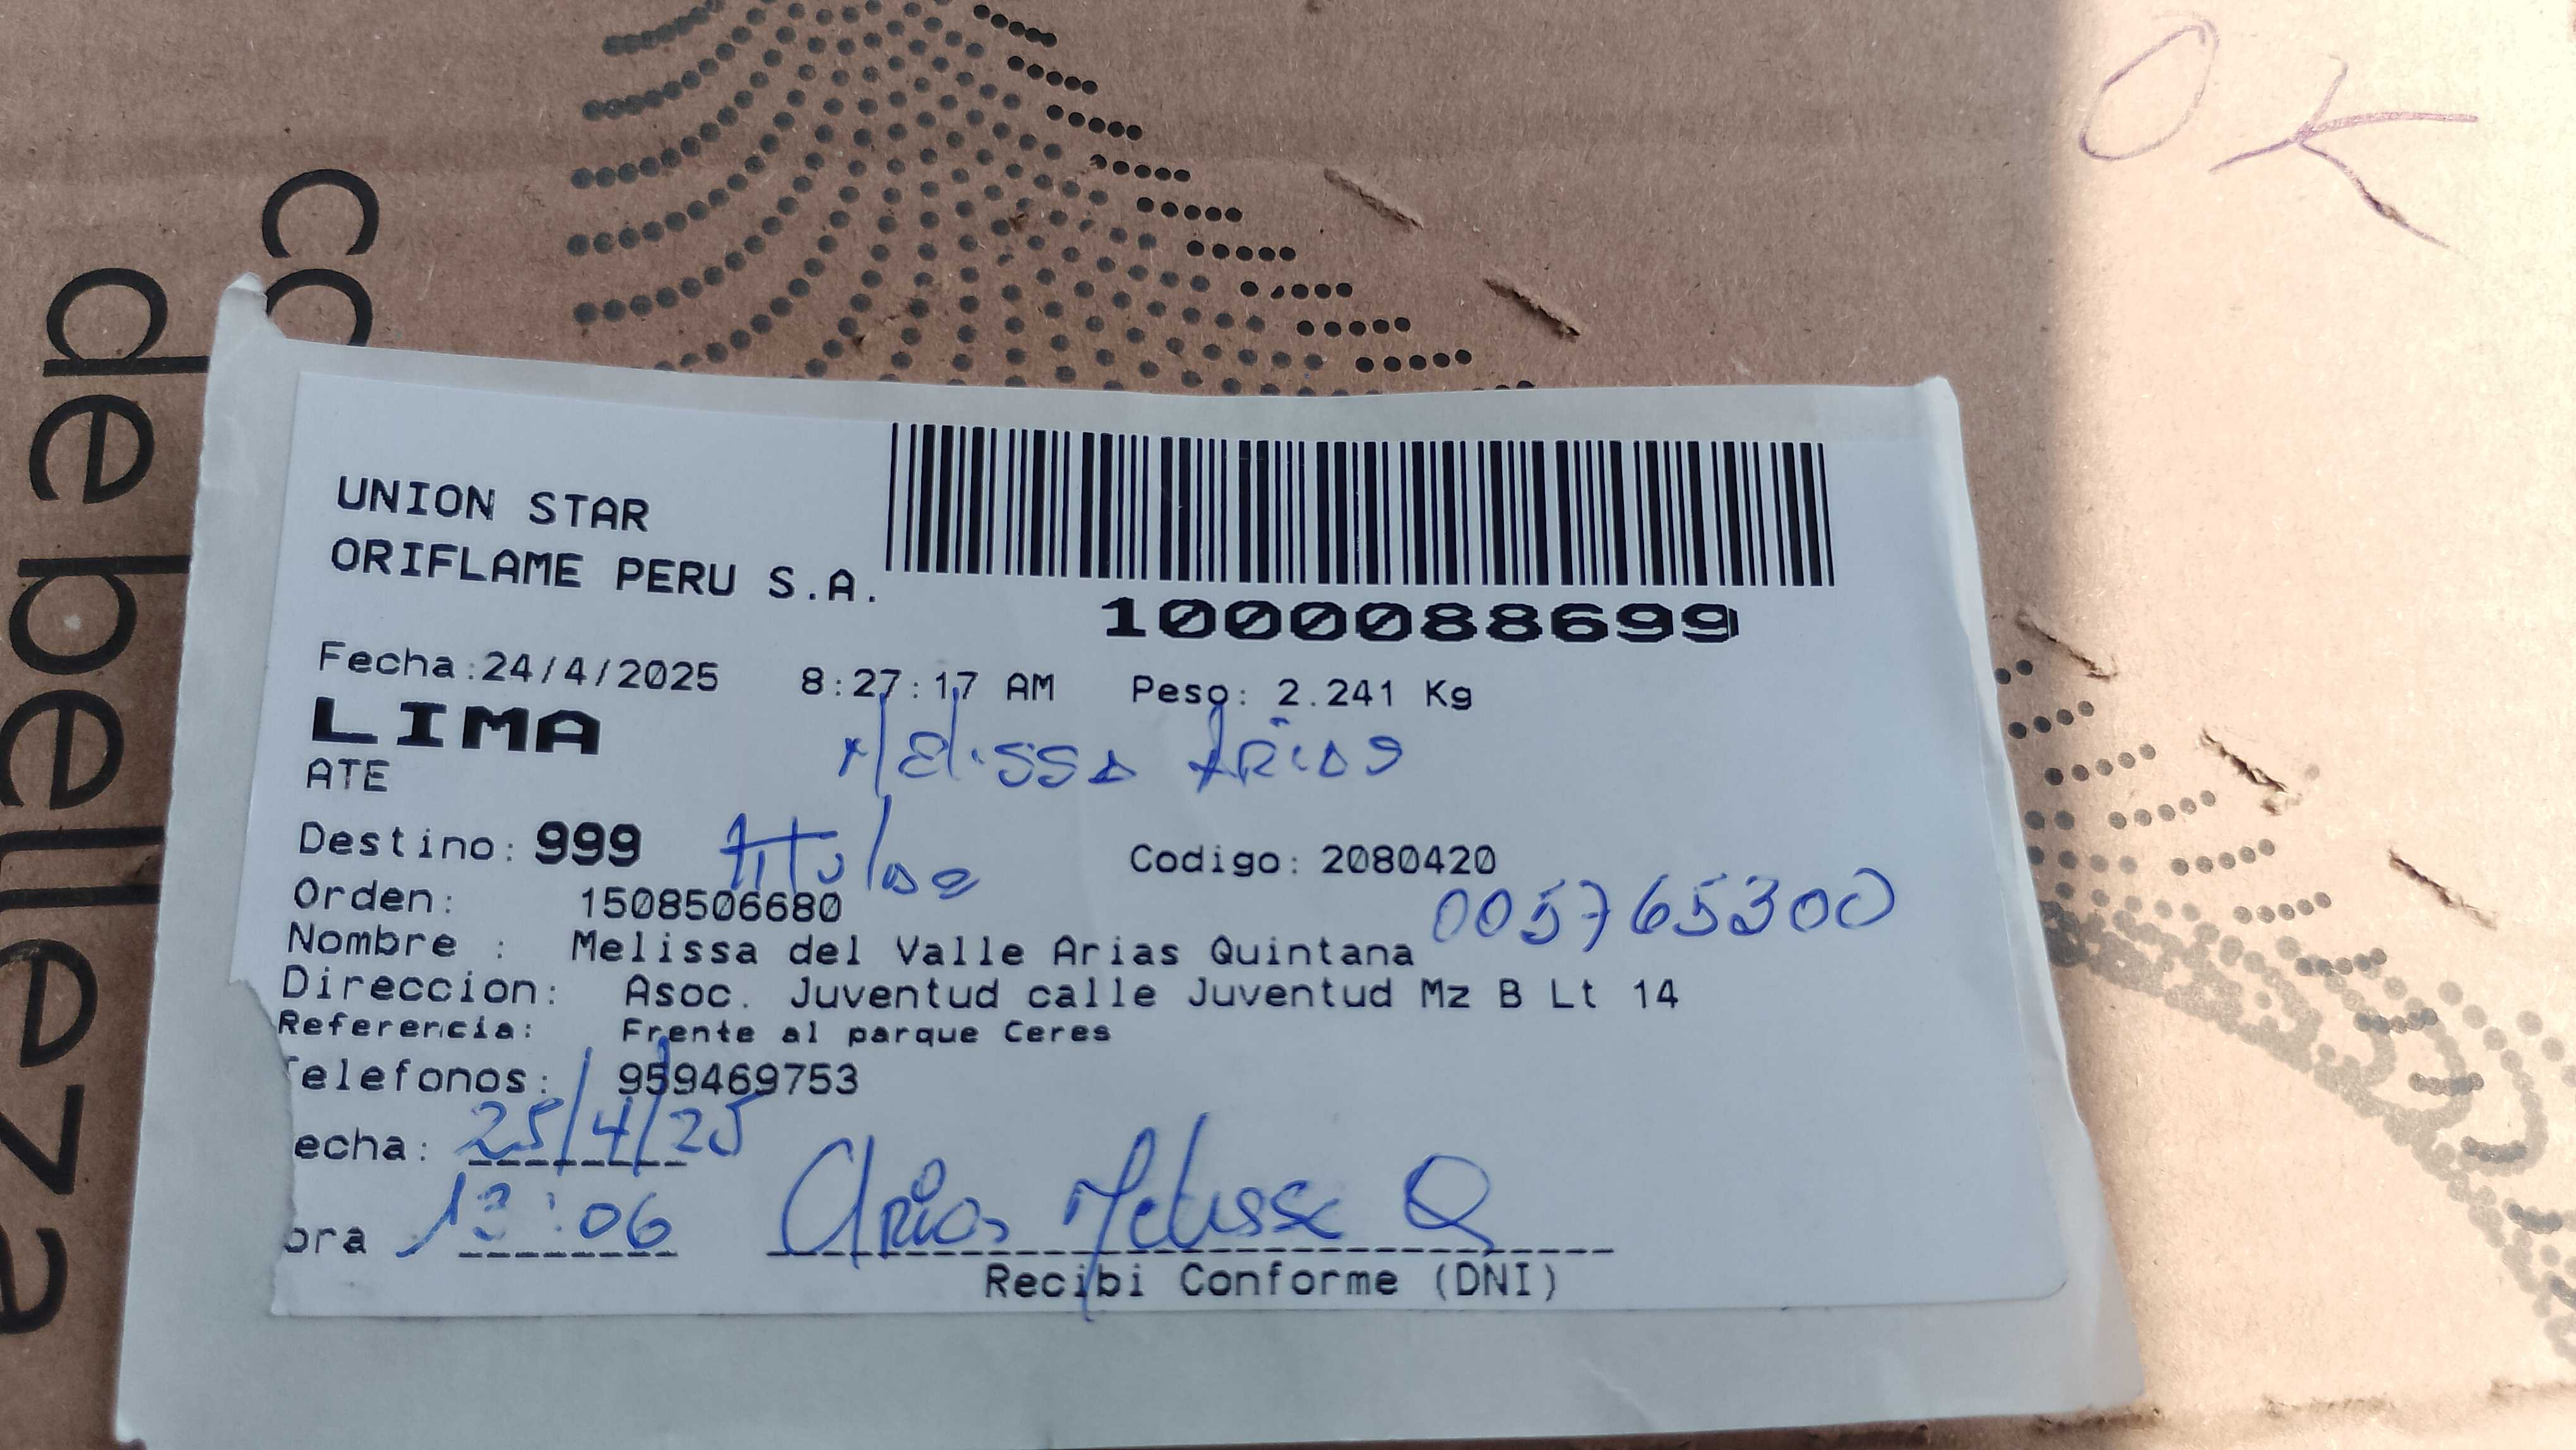 OK
de belleza
UNION STAR
ORIFLAME PERU S.A.
1000088699
Fecha:24/4/2025 8:27:17 AM Peso: 2.241 Kg
LIMA
Melissa Arias
ATE
Destino: 999 titular Codigo: 2080420
Orden: 1508506680 005765300
Nombre : Melissa del Valle Arias Quintana
Direccion: Asoc. Juventud calle Juventud Mz B Lt 14
Referencia: Frente al parque Ceres
Telefonos: 959469753
echa: 25/4/25
ora 13:06 Arias Melissa Q
Recibi Conforme (DNI)